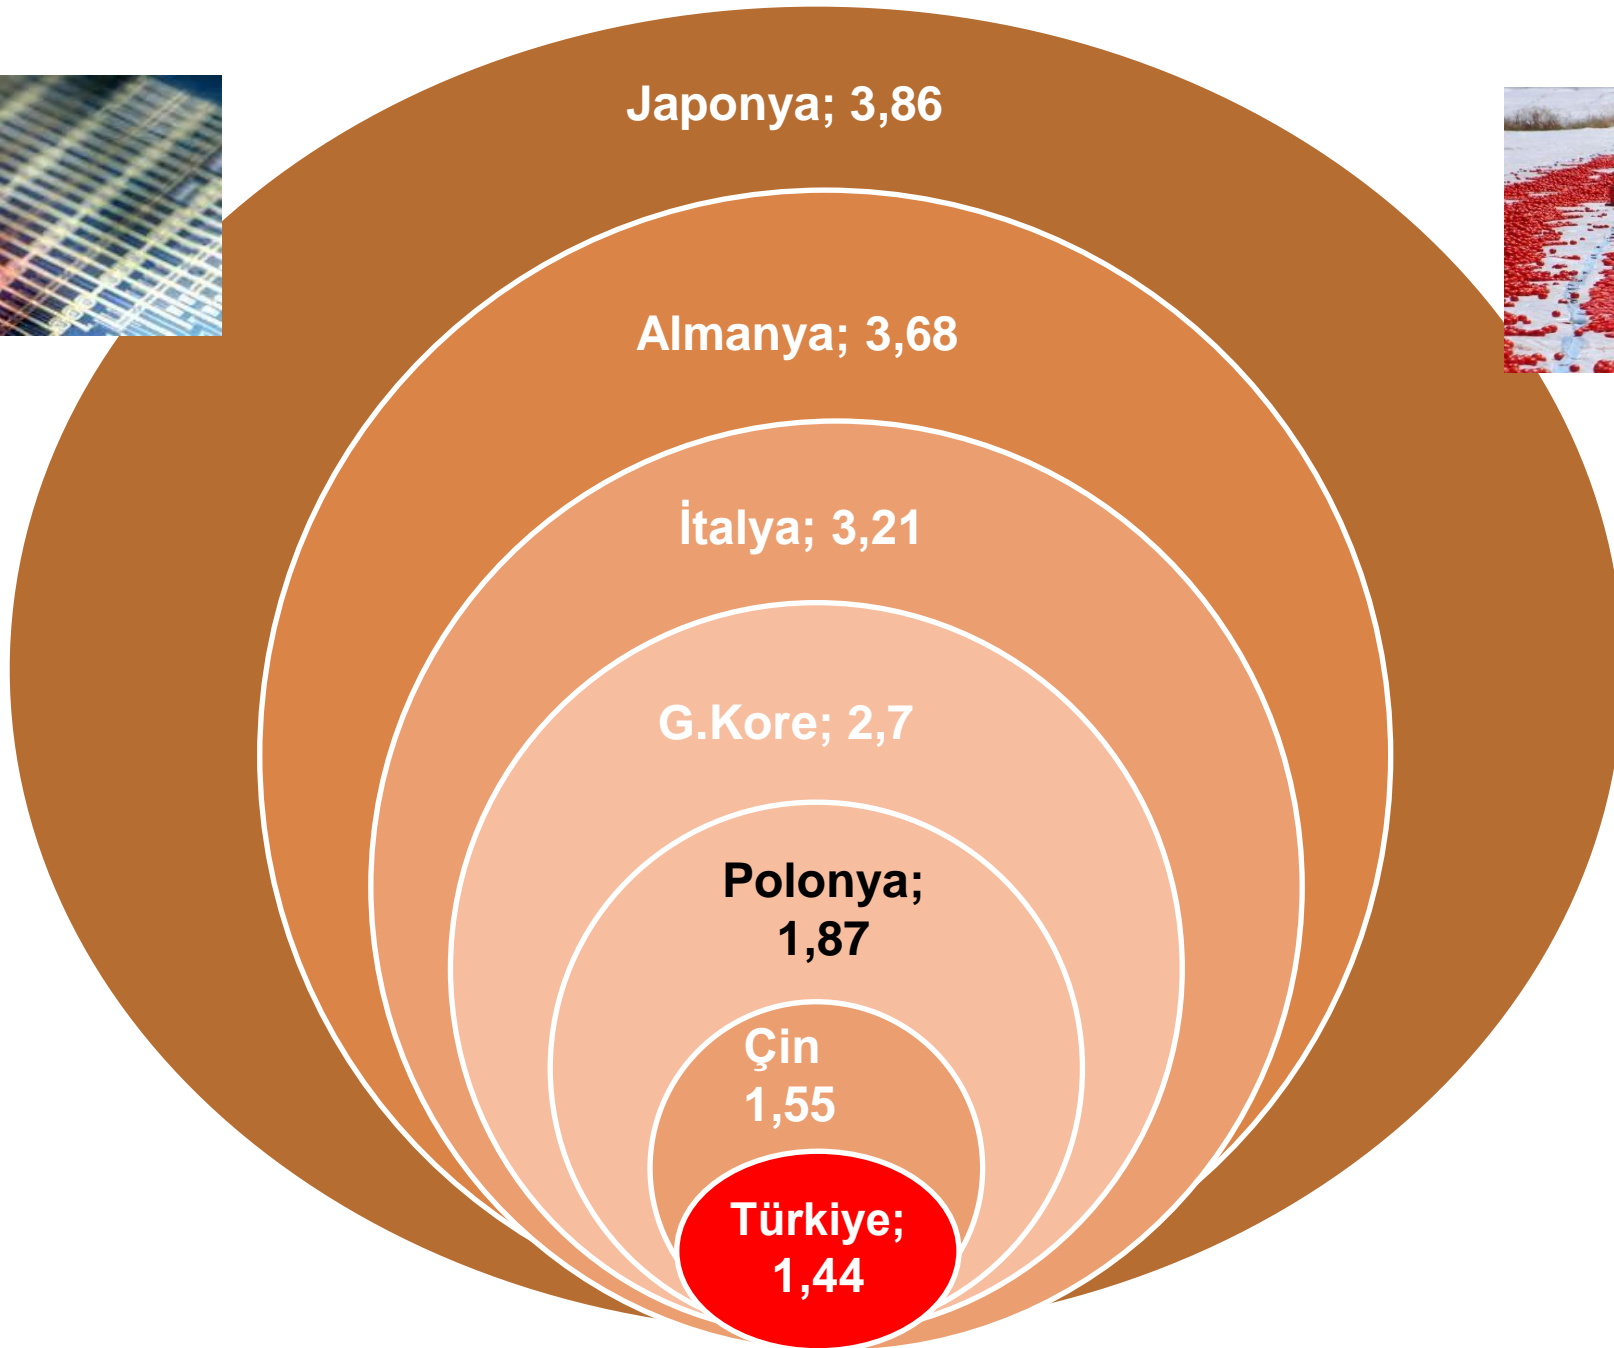 Japonya; 3,86
Almanya; 3,68
İtalya; 3,21
G.Kore; 2,7
Polonya;
1,87
Çin
1,55
Türkiye;
1,44